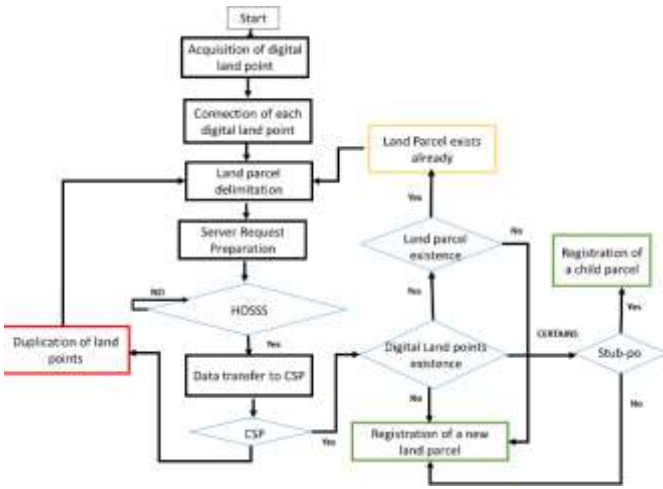 Start
Acquisition of digital
land point
Connection of each
digital land point
Land Parcel exists
already
Land parcel
delimitation
Yes
No
Server Request
Preparation
Land parcel
existence
Registration of
a child parcel
NO
HOSSS
Yes
Yes
Yes
Duplication of land
points
Digital Land points
existence
CERTAINS
Stub-po
Data transfer to CSP
No
No
CSP
Yes
Registration of a new
land parcel